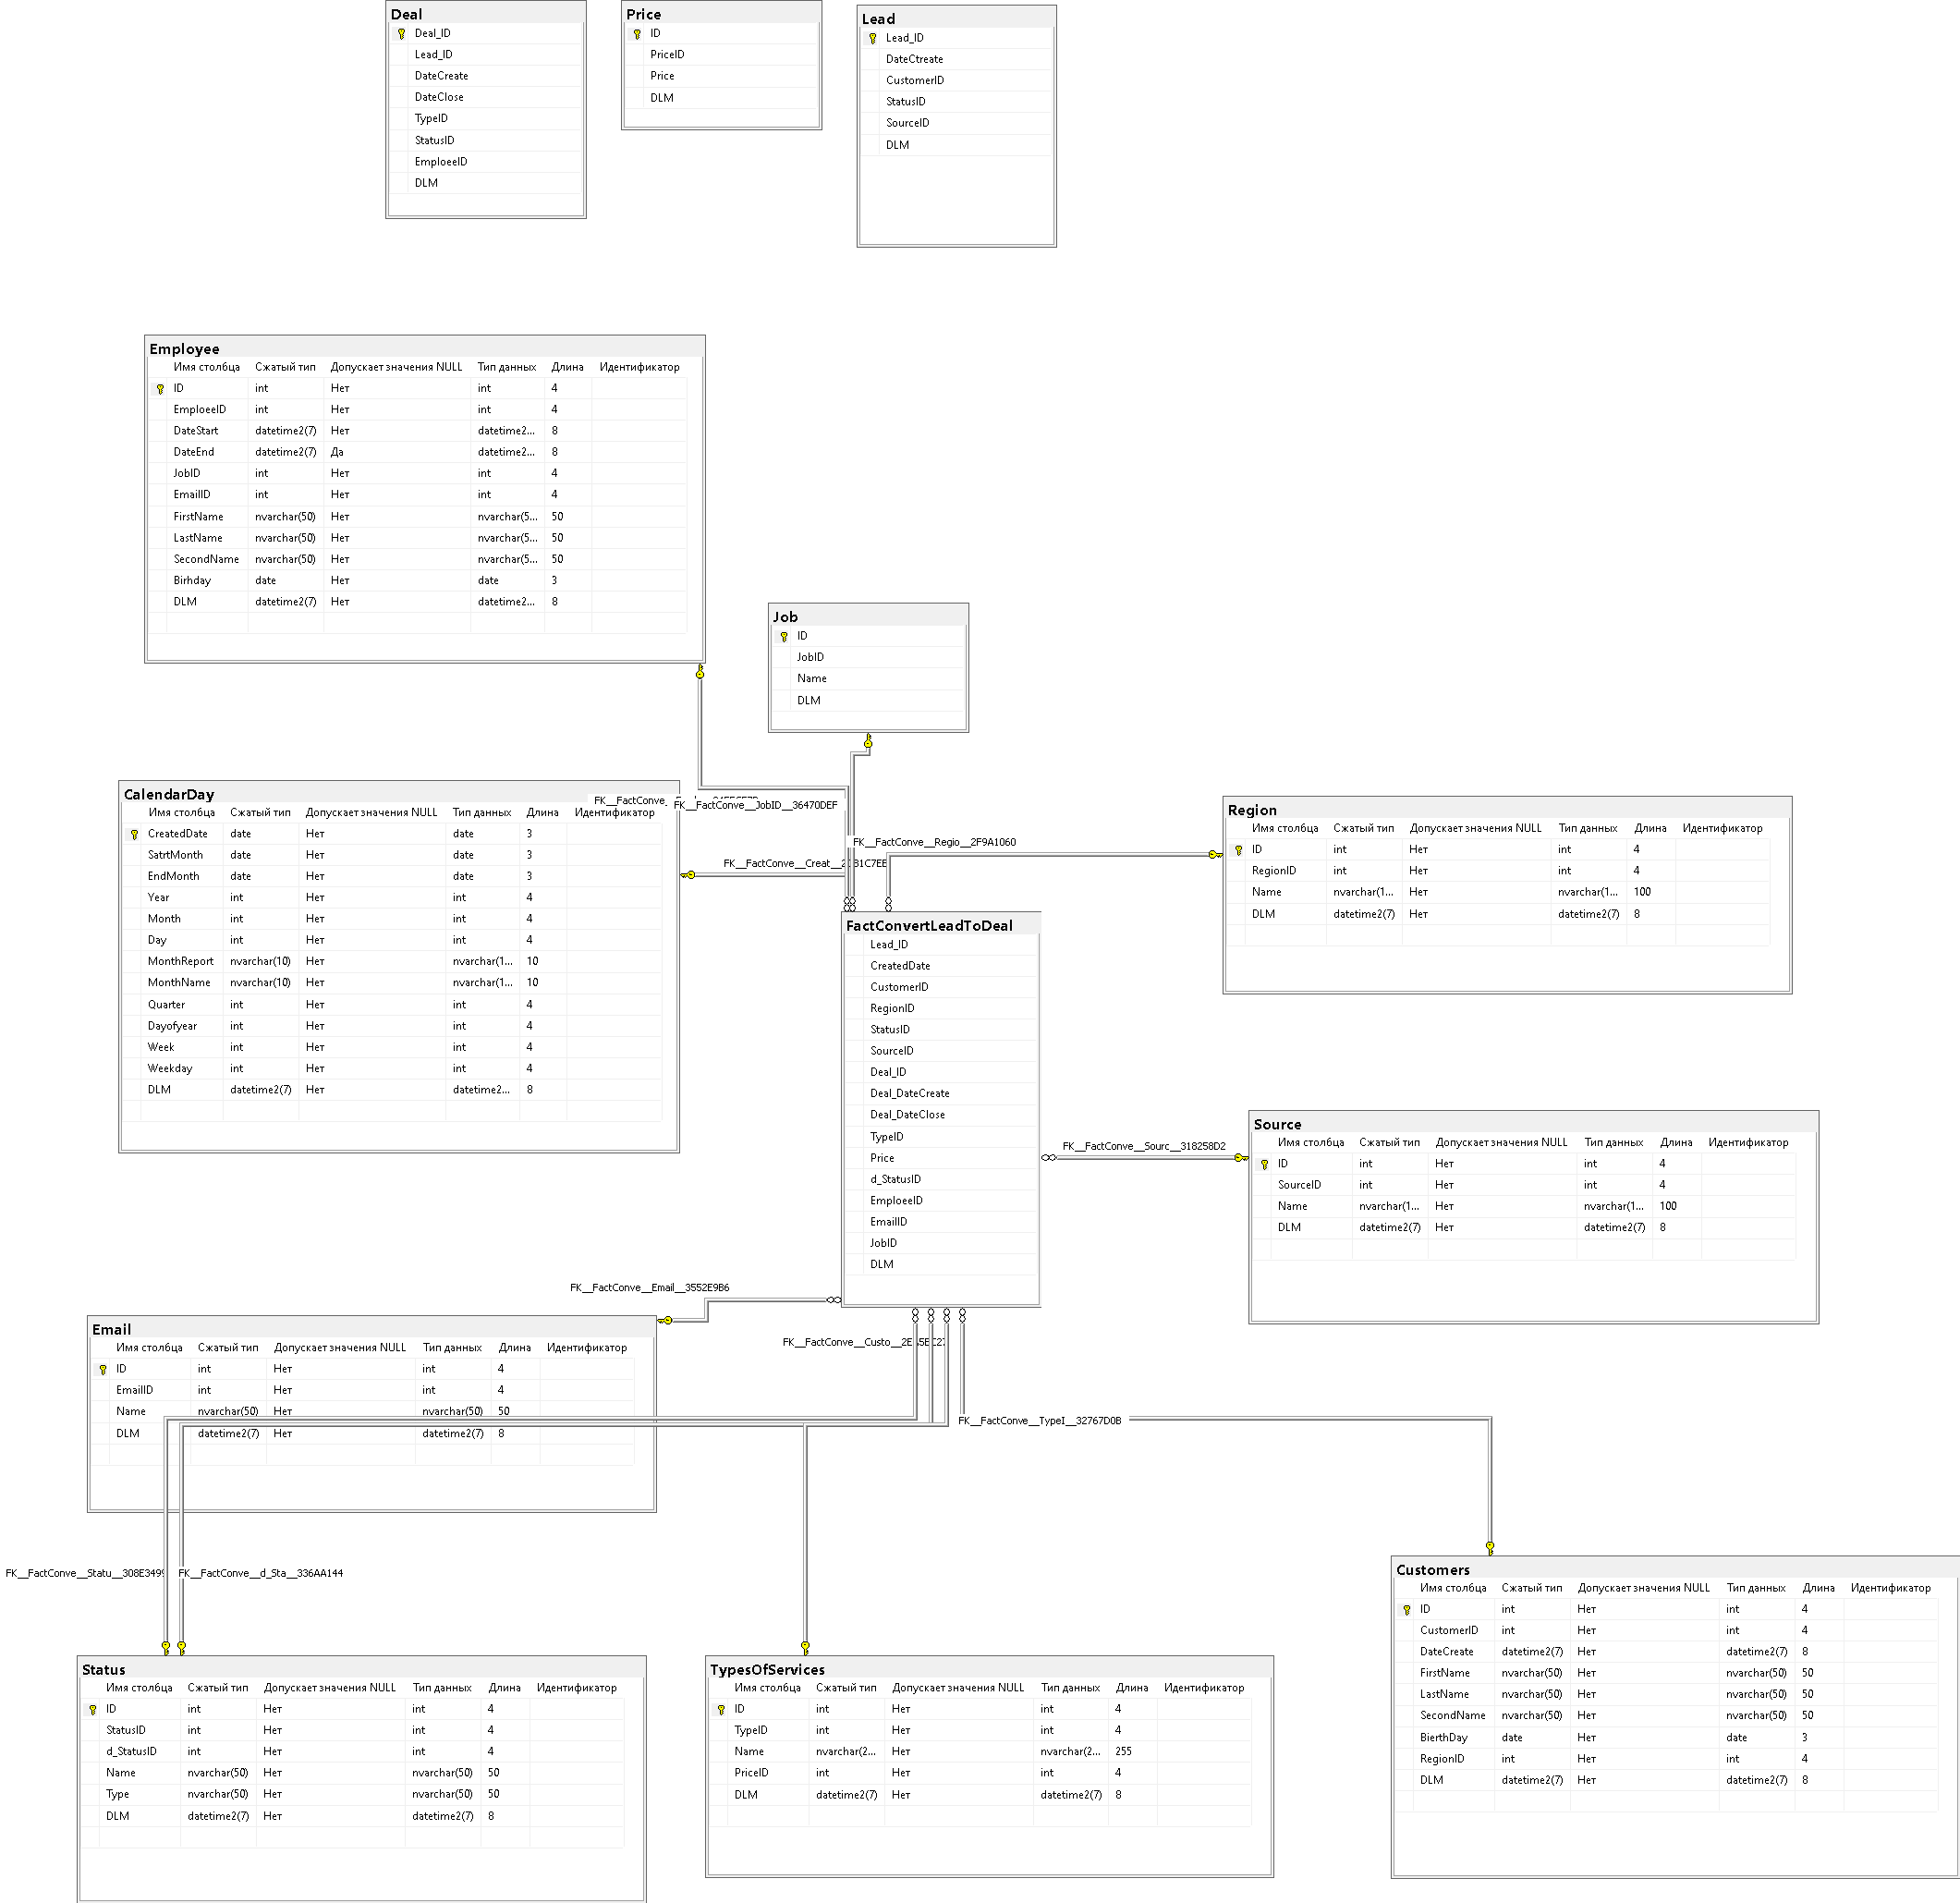 Deal
Deal_ID
Lead_ID
DateCreate
DateClose
TypeID
StatusID
EmploeeID
DLM
Price
ID
PriceID
Price
DLM
Lead
Lead_ID
DateCtreate
CustomerID
StatusID
SourceID
DLM
Employee
Имя столбца Сжатый тип Допускает значения NULL Тип данных Длина Идентификатор
ID int Нет int 4
EmploeeID int Нет int 4
DateStart datetime2(7) Нет datetime2... 8
DateEnd datetime2(7) Да datetime2... 8
JobID int Нет int 4
EmailID int Нет int 4
FirstName nvarchar(50) Нет nvarchar(5... 50
LastName nvarchar(50) Нет nvarchar(5... 50
SecondName nvarchar(50) Нет nvarchar(5... 50
Birhday date Нет date 3
DLM datetime2(7) Нет datetime2... 8
Job
ID
JobID
Name
DLM
CalendarDay
Имя столбца Сжатый тип Допускает значения NULL Тип данных Длина Идентификатор
CreatedDate date Нет date 3
SatrtMonth date Нет date 3
EndMonth date Нет date 3
Year int Нет int 4
Month int Нет int 4
Day int Нет int 4
MonthReport nvarchar(10) Нет nvarchar(1... 10
MonthName nvarchar(10) Нет nvarchar(1... 10
Quarter int Нет int 4
Dayofyear int Нет int 4
Week int Нет int 4
Weekday int Нет int 4
DLM datetime2(7) Нет datetime2... 8
FK__FactConve__JobID__36470DEF
FK__FactConve__Regio__2F9A1060
FK__FactConve__Creat__
Region
Имя столбца Сжатый тип Допускает значения NULL Тип данных Длина Идентификатор
ID int Нет int 4
RegionID int Нет int 4
Name nvarchar(1... Нет nvarchar(1... 100
DLM datetime2(7) Нет datetime2(7) 8
FactConvertLeadToDeal
Lead_ID
CreatedDate
CustomerID
RegionID
StatusID
SourceID
Deal_ID
Deal_DateCreate
Deal_DateClose
TypeID
Price
d_StatusID
EmploeeID
EmailID
JobID
DLM
FK__FactConve__Sourc__318258D2
Source
Имя столбца Сжатый тип Допускает значения NULL Тип данных Длина Идентификатор
ID int Нет int 4
SourceID int Нет int 4
Name nvarchar(1... Нет nvarchar(1... 100
DLM datetime2(7) Нет datetime2(7) 8
FK__FactConve__Email__3552E9B6
Email
Имя столбца Сжатый тип Допускает значения NULL Тип данных Длина Идентификатор
ID int Нет int 4
EmailID int Нет int 4
Name nvarchar(50) Нет nvarchar(50) 50
DLM datetime2(7) Нет datetime2(7) 8
FK__FactConve__Custo__
FK__FactConve__TypeI__32767D0B
FK__FactConve__Statu__308E3499
FK__FactConve__d_Sta__336AA144
Status
Имя столбца Сжатый тип Допускает значения NULL Тип данных Длина Идентификатор
ID int Нет int 4
StatusID int Нет int 4
d_StatusID int Нет int 4
Name nvarchar(50) Нет nvarchar(50) 50
Type nvarchar(50) Нет nvarchar(50) 50
DLM datetime2(7) Нет datetime2(7) 8
TypesOfServices
Имя столбца Сжатый тип Допускает значения NULL Тип данных Длина Идентификатор
ID int Нет int 4
TypeID int Нет int 4
Name nvarchar(2... Нет nvarchar(2... 255
PriceID int Нет int 4
DLM datetime2(7) Нет datetime2(7) 8
Customers
Имя столбца Сжатый тип Допускает значения NULL Тип данных Длина Идентификатор
ID int Нет int 4
CustomerID int Нет int 4
DateCreate datetime2(7) Нет datetime2(7) 8
FirstName nvarchar(50) Нет nvarchar(50) 50
LastName nvarchar(50) Нет nvarchar(50) 50
SecondName nvarchar(50) Нет nvarchar(50) 50
BierthDay date Нет date 3
RegionID int Нет int 4
DLM datetime2(7) Нет datetime2(7) 8